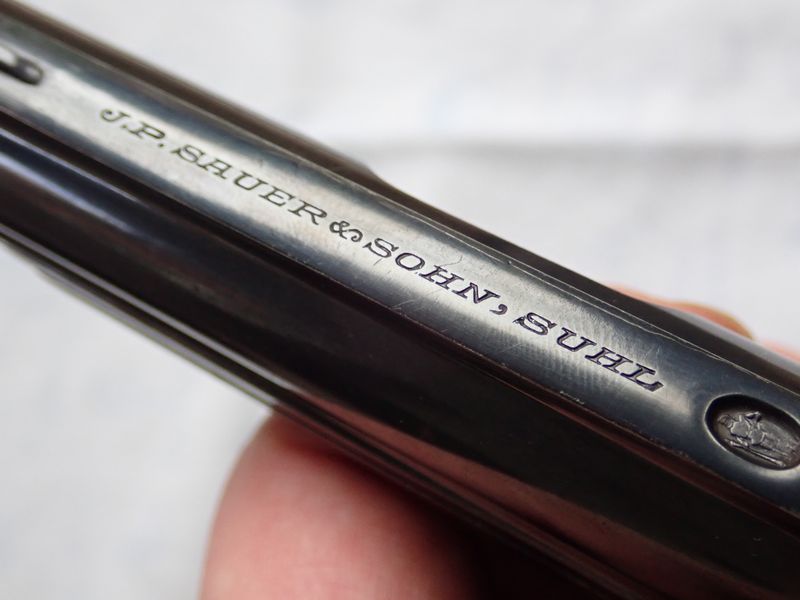 J.P. SAUER & SOHN, SUHL